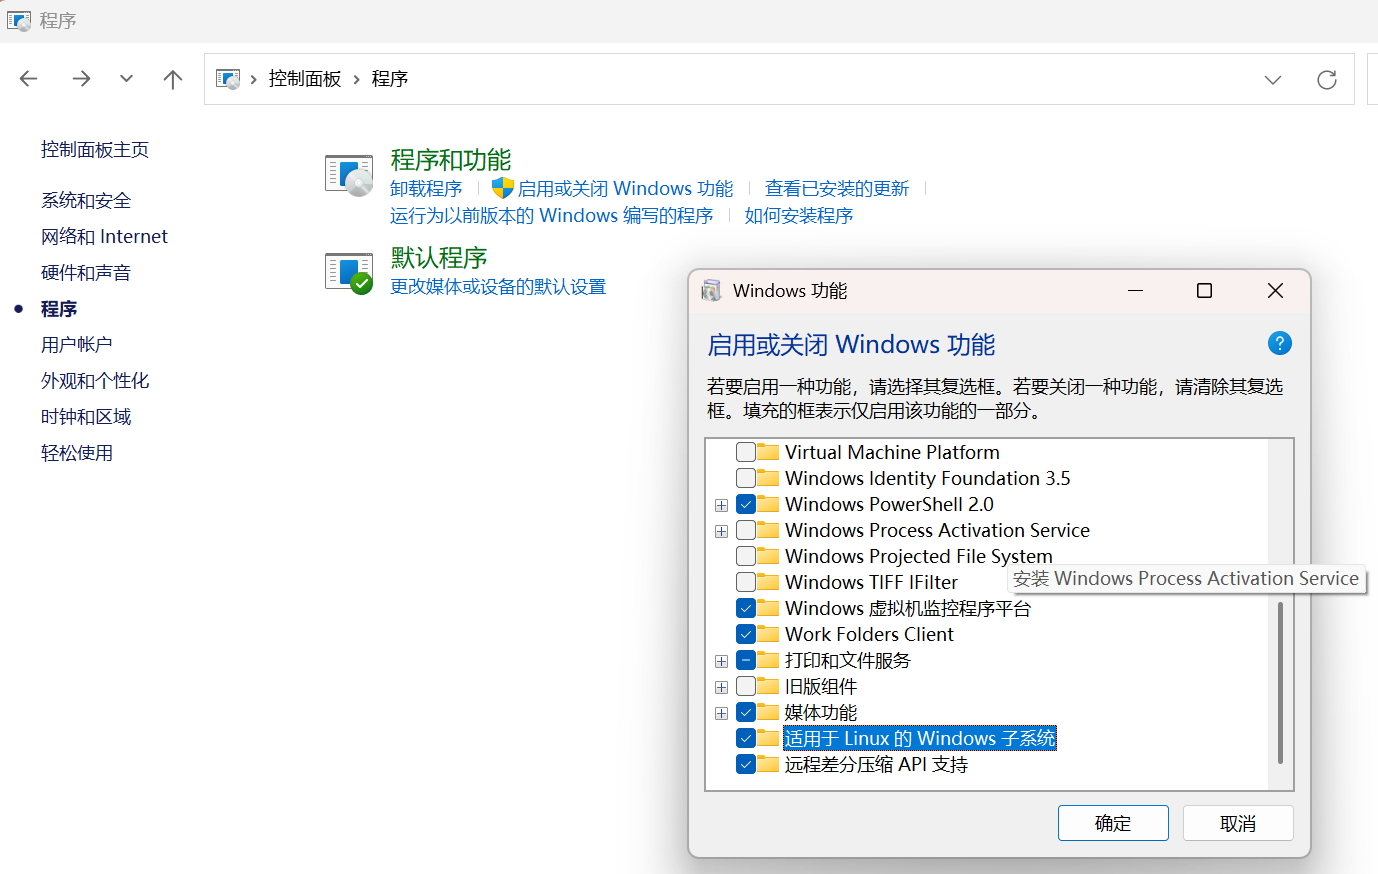 程序
控制面板 › 程序
控制面板主页
系统和安全
网络和 Internet
硬件和声音
程序
用户帐户
外观和个性化
时钟和区域
轻松使用
程序和功能
卸载程序 启用或关闭 Windows 功能 查看已安装的更新
运行为以前版本的 Windows 编写的程序 如何安装程序
默认程序
更改媒体或设备的默认设置
Windows 功能
启用或关闭 Windows 功能
?
若要启用一种功能，请选择其复选框。若要关闭一种功能，请清除其复选
框。填充的框表示仅启用该功能的一部分。
Virtual Machine Platform
Windows Identity Foundation 3.5
Windows PowerShell 2.0
Windows Process Activation Service
Windows Projected File System
Windows TIFF IFilter
安装 Windows Process Activation Service
Windows 虚拟机监控程序平台
Work Folders Client
打印和文件服务
旧版组件
媒体功能
适用于 Linux 的 Windows 子系统
远程差分压缩 API 支持
确定 取消